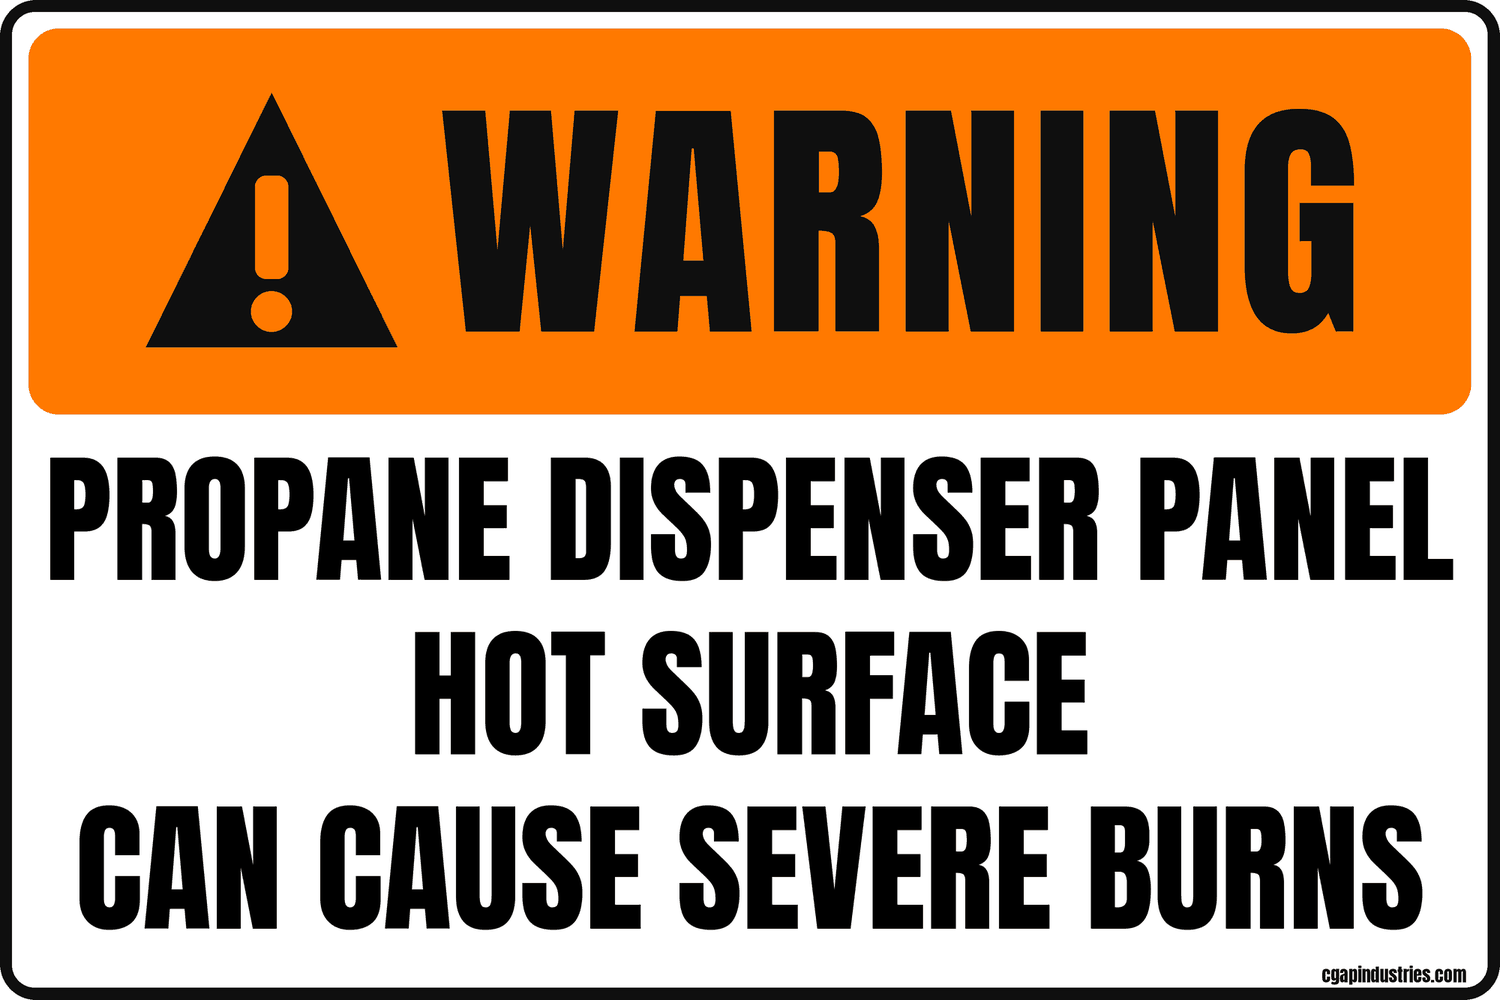 WARNING
PROPANE DISPENSER PANEL
HOT SURFACE
CAN CAUSE SEVERE BURNS
cgapindustries.com